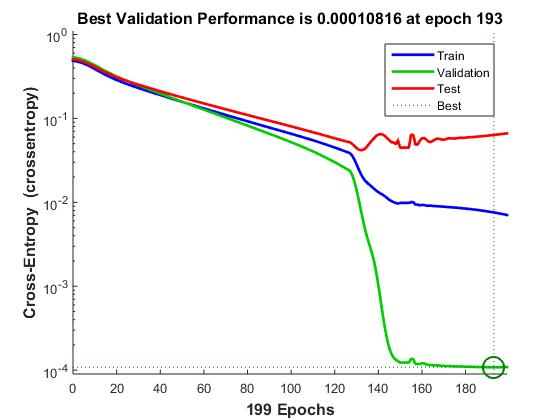 Best Validation Performance is 0.00010816 at epoch 193
Cross-Entropy (crossentropy)
10^0
10^-1
10^-2
10^-3
10^-4
Train
Validation
Test
Best
0 20 40 60 80 100 120 140 160 180
199 Epochs